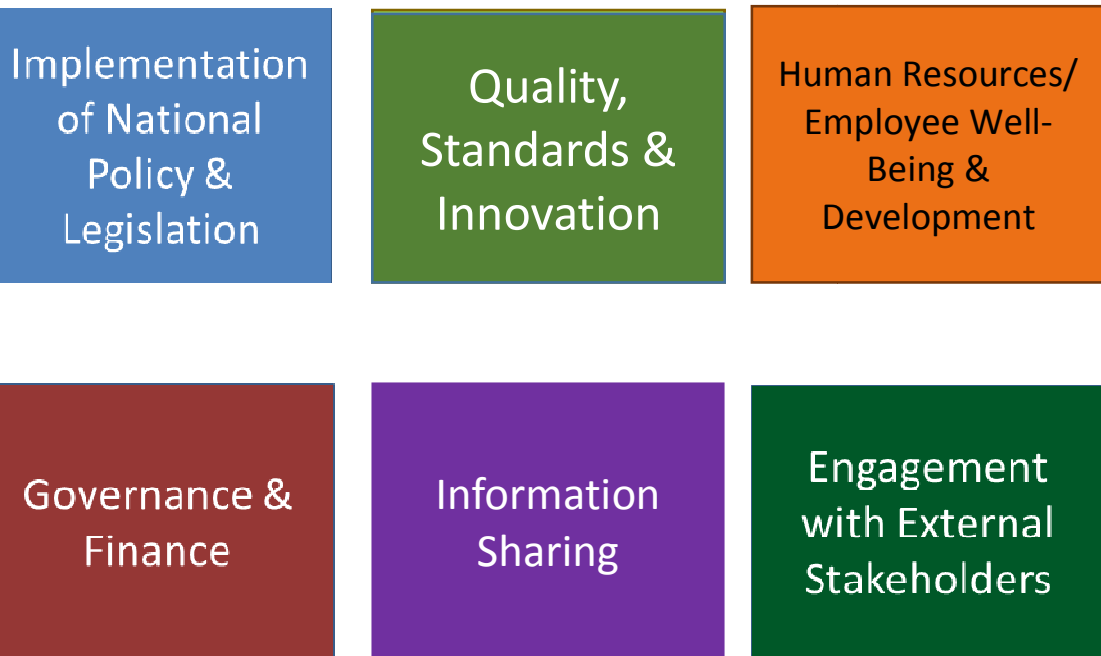 Implementation
of National
Policy &
Legislation
Quality,
Standards &
Innovation
Human Resources/
Employee Well-
Being &
Development
Governance &
Finance
Information
Sharing
Engagement
with External
Stakeholders